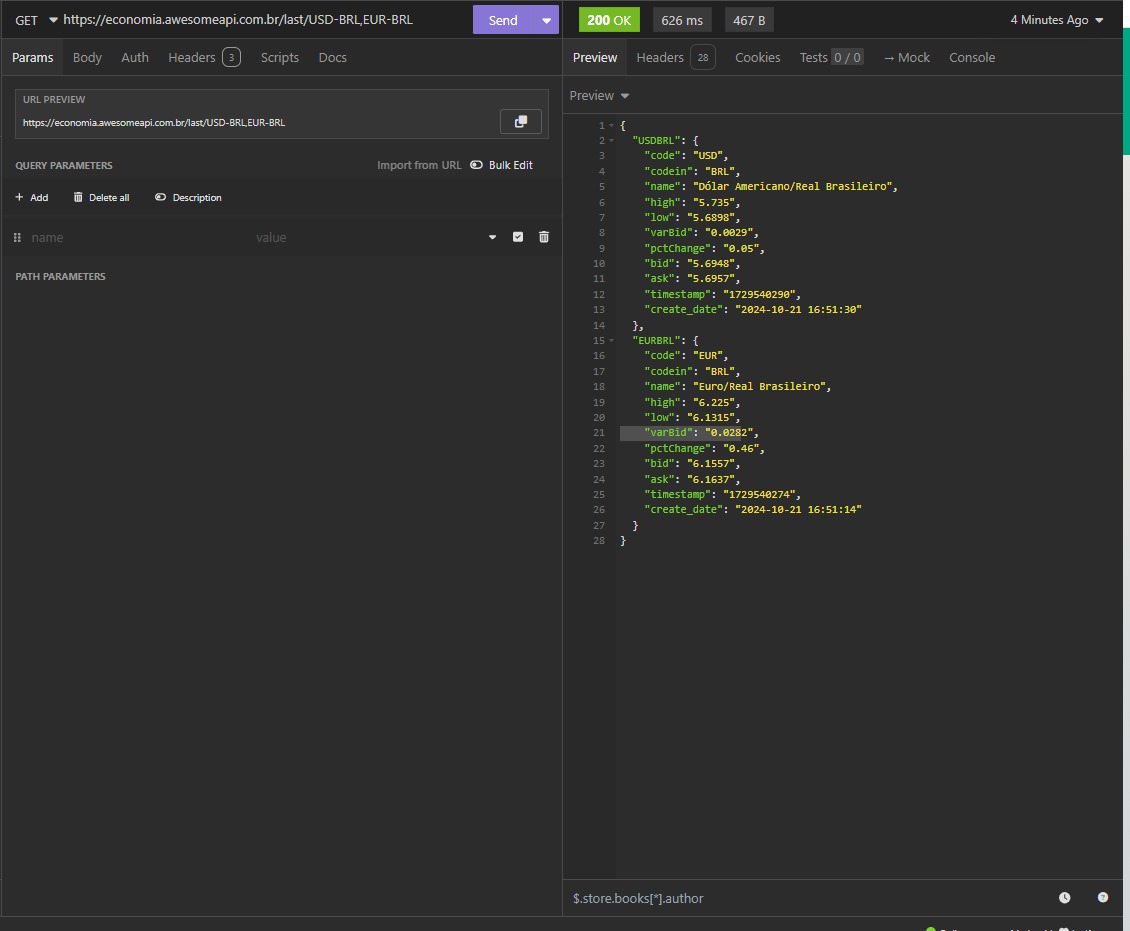 GET https://economia.awesomeapi.com.br/last/USD-BRL,EUR-BRL Send
Params Body Auth Headers 3 Scripts Docs
URL PREVIEW
https://economia.awesomeapi.com.br/last/USD-BRL,EUR-BRL
QUERY PARAMETERS Import from URL Bulk Edit
+ Add Delete all Description
name value
PATH PARAMETERS
200 OK 626 ms 467 B 4 Minutes Ago
Preview Headers 28 Cookies Tests 0 / 0 → Mock Console
Preview
1 {
2 "USDBRL": {
3 "code": "USD",
4 "codein": "BRL",
5 "name": "Dólar Americano/Real Brasileiro",
6 "high": "5.735",
7 "low": "5.6898",
8 "varBid": "0.0029",
9 "pctChange": "0.05",
10 "bid": "5.6948",
11 "ask": "5.6957",
12 "timestamp": "1729540290",
13 "create_date": "2024-10-21 16:51:30"
14 },
15 "EURBRL": {
16 "code": "EUR",
17 "codein": "BRL",
18 "name": "Euro/Real Brasileiro",
19 "high": "6.225",
20 "low": "6.1315",
21 "varBid": "0.0282",
22 "pctChange": "0.46",
23 "bid": "6.1557",
24 "ask": "6.1637",
25 "timestamp": "1729540274",
26 "create_date": "2024-10-21 16:51:14"
27 }
28 }
$.store.books[*].author